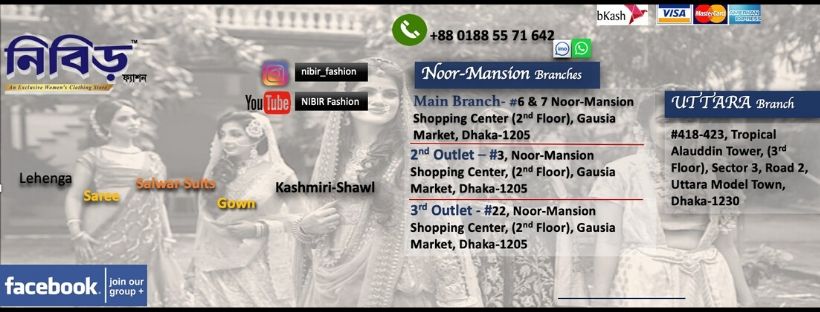 নিবিড়™
ফ্যাশন
An Exclusive Women's Clothing Store
nibir_fashion
YouTube NIBIR Fashion
Lehenga
Saree
Salwar Suits
Gown
Kashmiri-Shawl
facebook. join our
group +
+88 0188 55 71 642
imo
bKash VISA MasterCard AMERICAN EXPRESS
Noor-Mansion Branches
Main Branch- #6 & 7 Noor-Mansion
Shopping Center (2nd Floor), Gausia
Market, Dhaka-1205
2nd Outlet – #3, Noor-Mansion
Shopping Center, (2nd Floor), Gausia
Market, Dhaka-1205
3rd Outlet - #22, Noor-Mansion
Shopping Center, (2nd Floor), Gausia
Market, Dhaka-1205
UTTARA Branch
#418-423, Tropical
Alauddin Tower, (3rd
Floor), Sector 3, Road 2,
Uttara Model Town,
Dhaka-1230